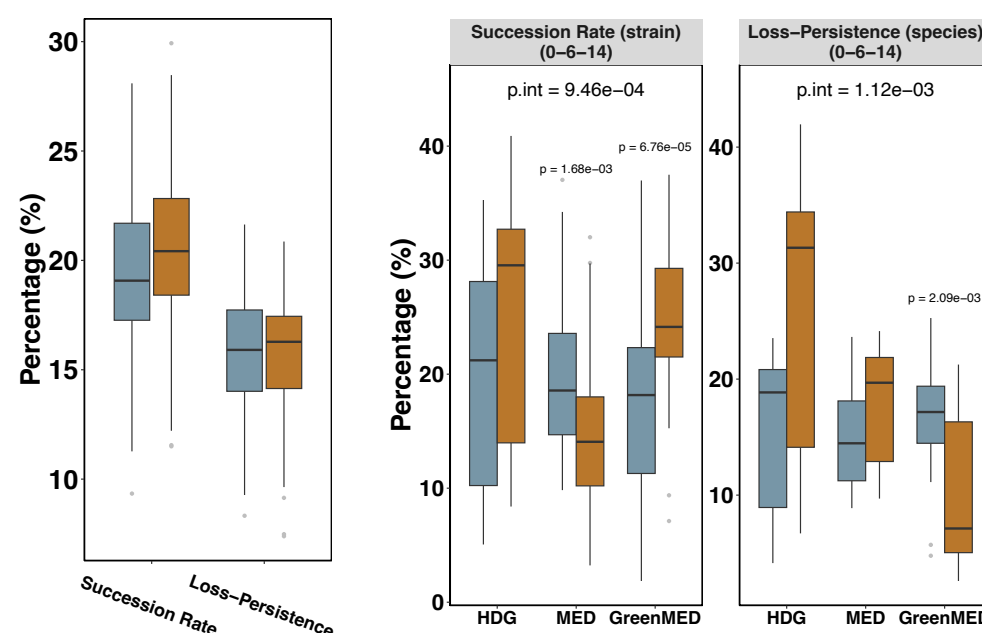 30
25
20
15
10
Percentage (%)
Succession Rate
Loss−Persistence
Succession Rate (strain)
(0−6−14)
p.int = 9.46e−04
p = 1.68e−03
p = 6.76e−05
40
30
20
10
0
Percentage (%)
HDG
MED
GreenMED
Loss−Persistence (species)
(0−6−14)
p.int = 1.12e−03
p = 2.09e−03
40
30
20
10
HDG
MED
GreenMED